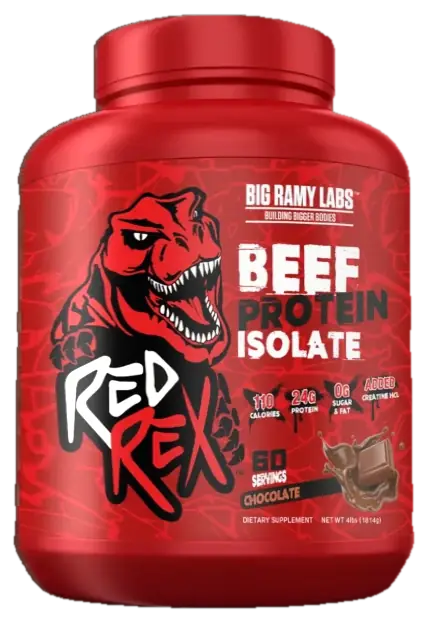 BIG RAMY LABS™
BUILDING BIGGER BODIES
BEEF
PROTEIN
ISOLATE
RED
REX
110
CALORIES
24G
PROTEIN
0G
SUGAR
& FAT
ADDED
CREATINE HCL
60
SERVINGS
CHOCOLATE
DIETARY SUPPLEMENT NET WT 4lbs (1814g)